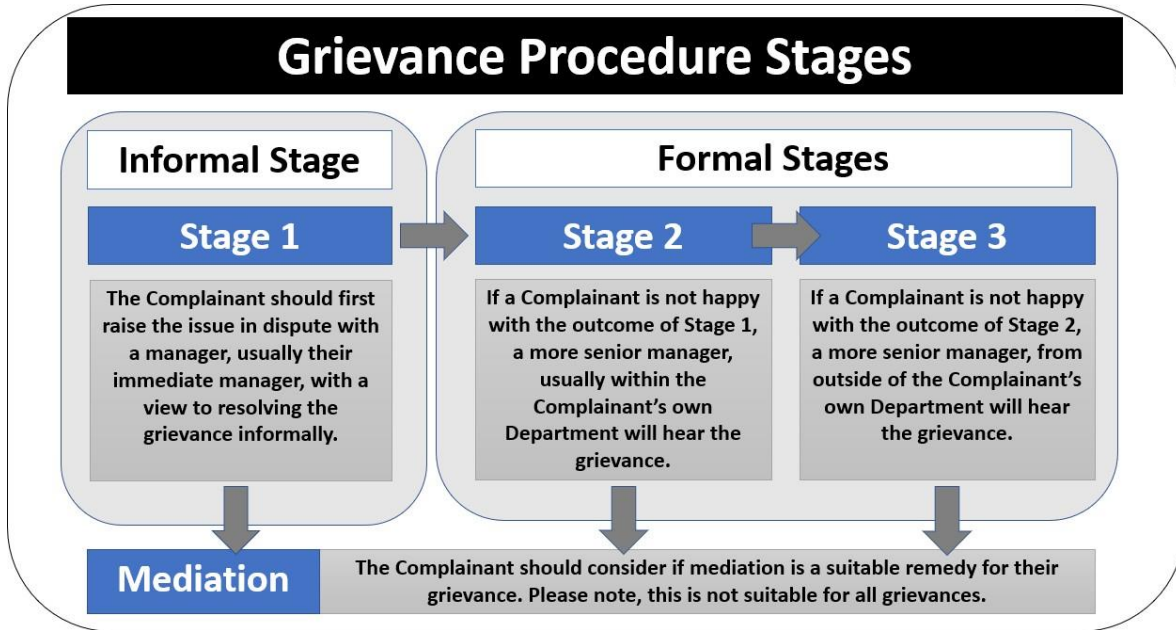 Grievance Procedure Stages
Informal Stage
Stage 1
The Complainant should first
raise the issue in dispute with
a manager, usually their
immediate manager, with a
view to resolving the
grievance informally.
Formal Stages
Stage 2
If a Complainant is not happy
with the outcome of Stage 1,
a more senior manager,
usually within the
Complainant’s own
Department will hear the
grievance.
Stage 3
If a Complainant is not happy
with the outcome of Stage 2,
a more senior manager, from
outside of the Complainant’s
own Department will hear
the grievance.
Mediation
The Complainant should consider if mediation is a suitable remedy for their
grievance. Please note, this is not suitable for all grievances.